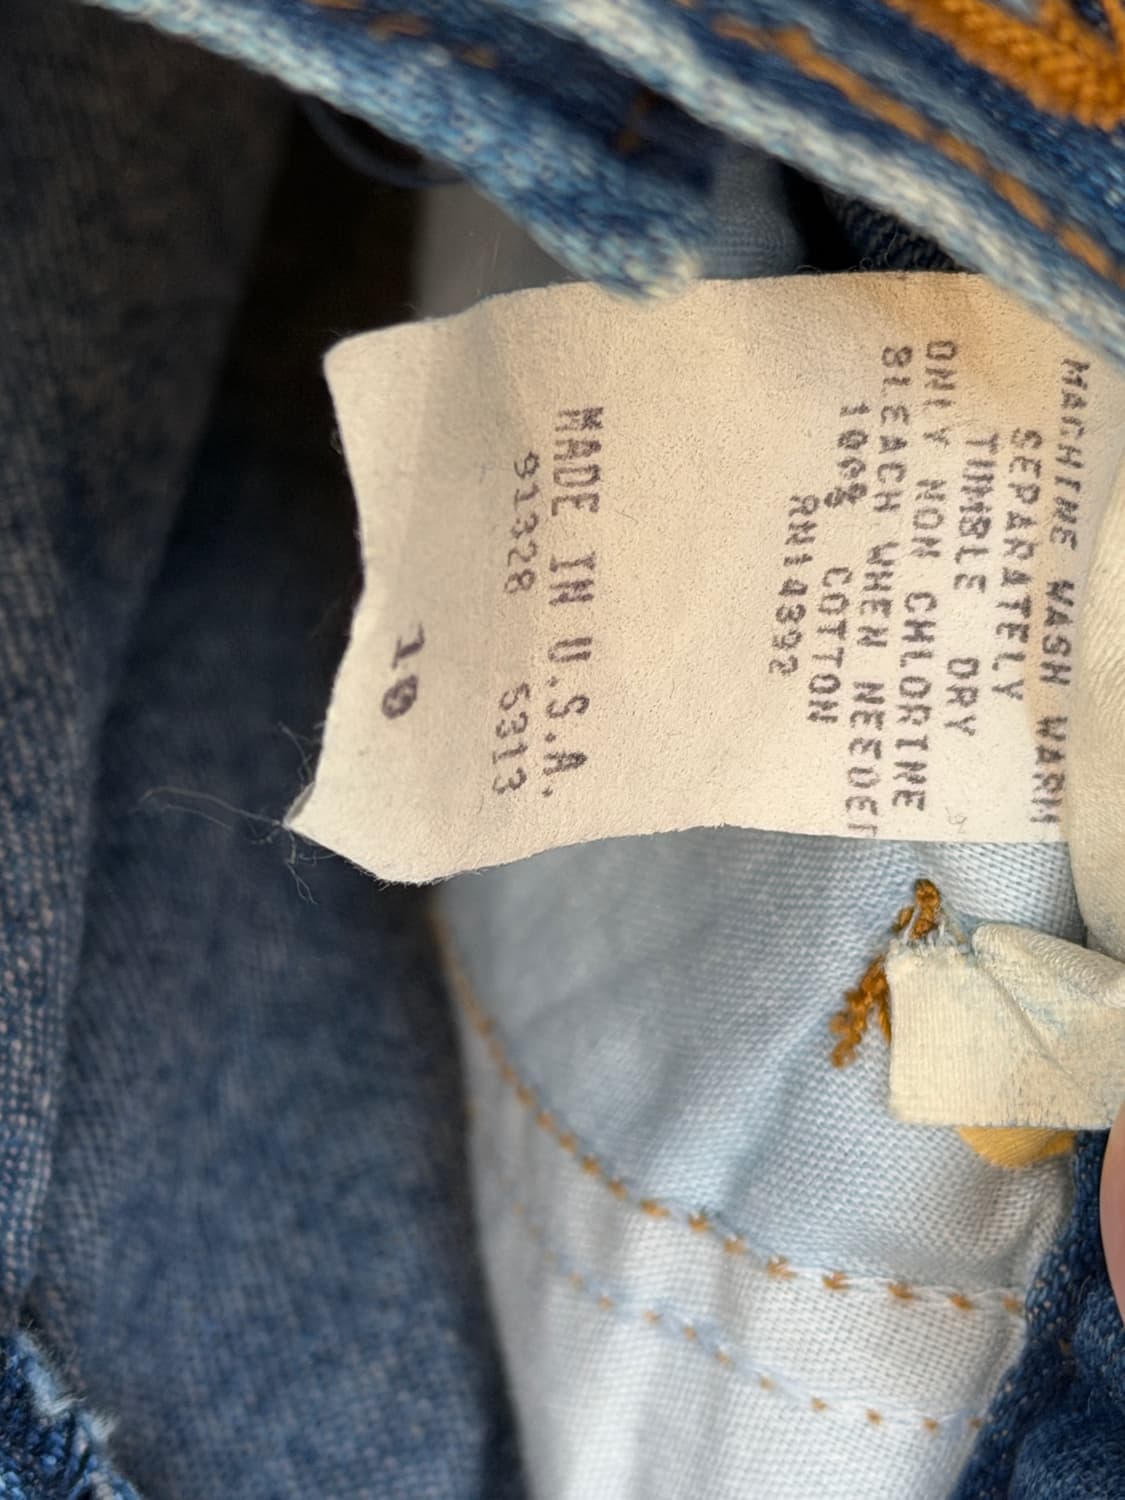 MACHINE WASH WARM
SEPARATELY
TUMBLE DRY
ONLY NON CHLORINE
BLEACH WHEN NEEDED
100% COTTON
RN14392
MADE IN U.S.A.
91328 5313
10